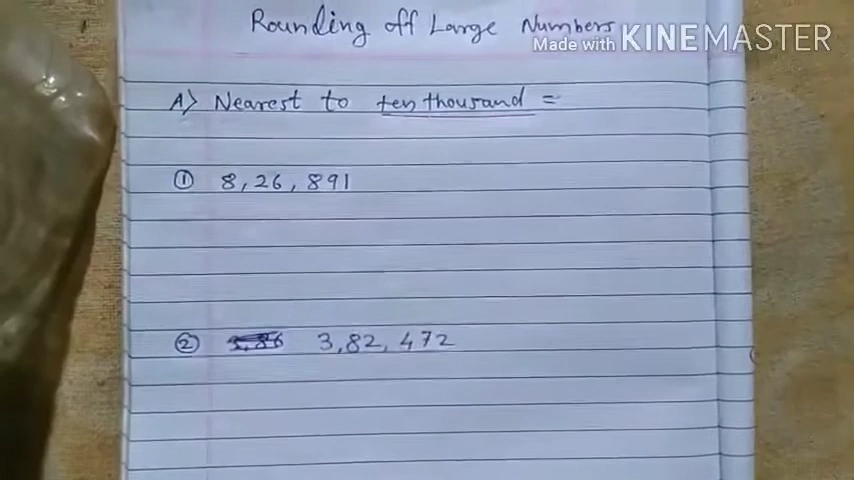 Rounding off Large Numbers
Made with KINEMASTER
A> Nearest to ten thousand =
① 8,26,891
② 3,82,472